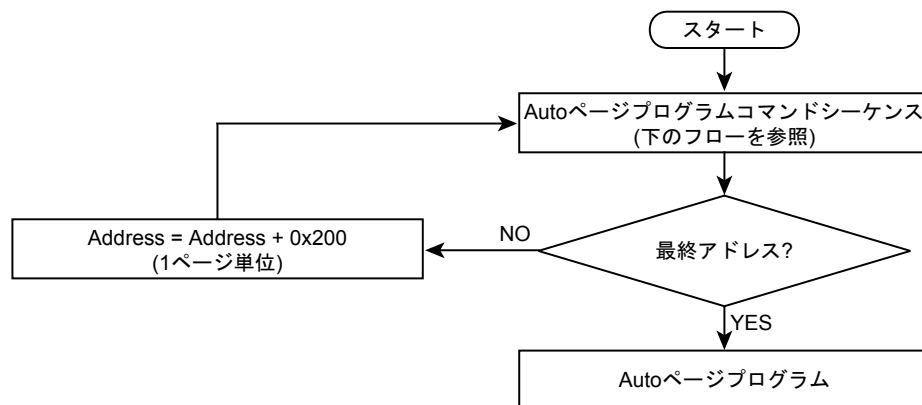 スタート
Autoページプログラムコマンドシーケンス
(下のフローを参照)
Address = Address + 0x200
(1ページ単位)
NO
最終アドレス?
YES
Autoページプログラム